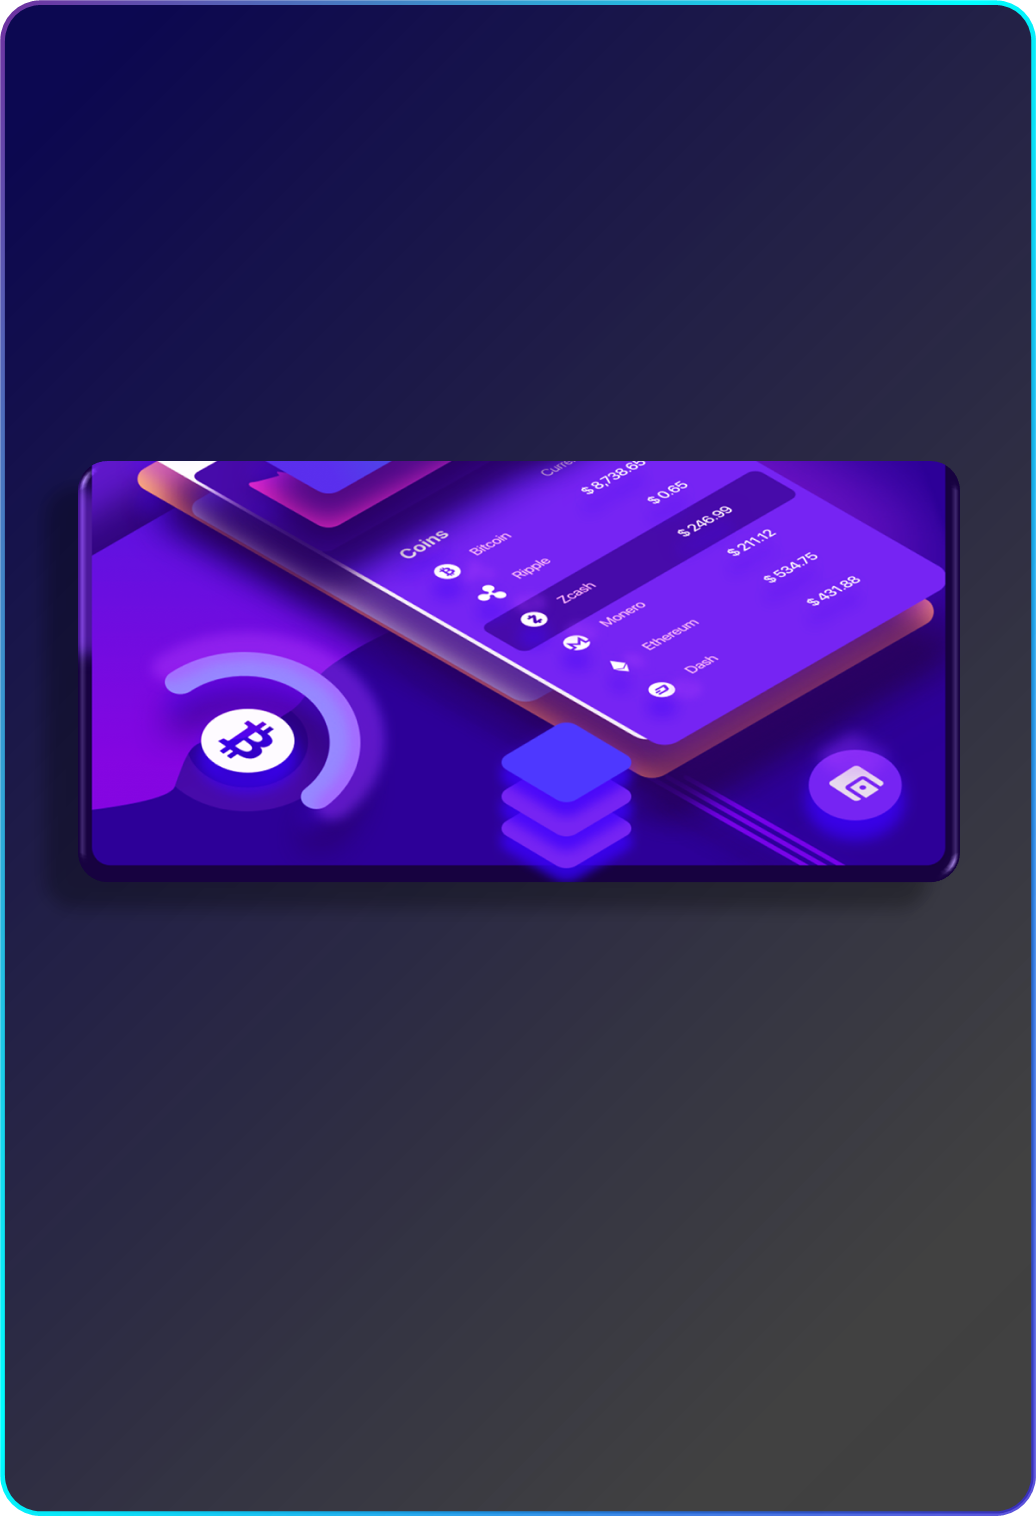 Coins
Bitcoin $ 8,738.65
Ripple $ 0.65
Zcash $ 246.99
Monero $ 211.12
Ethereum $ 534.75
Dash $ 431.88